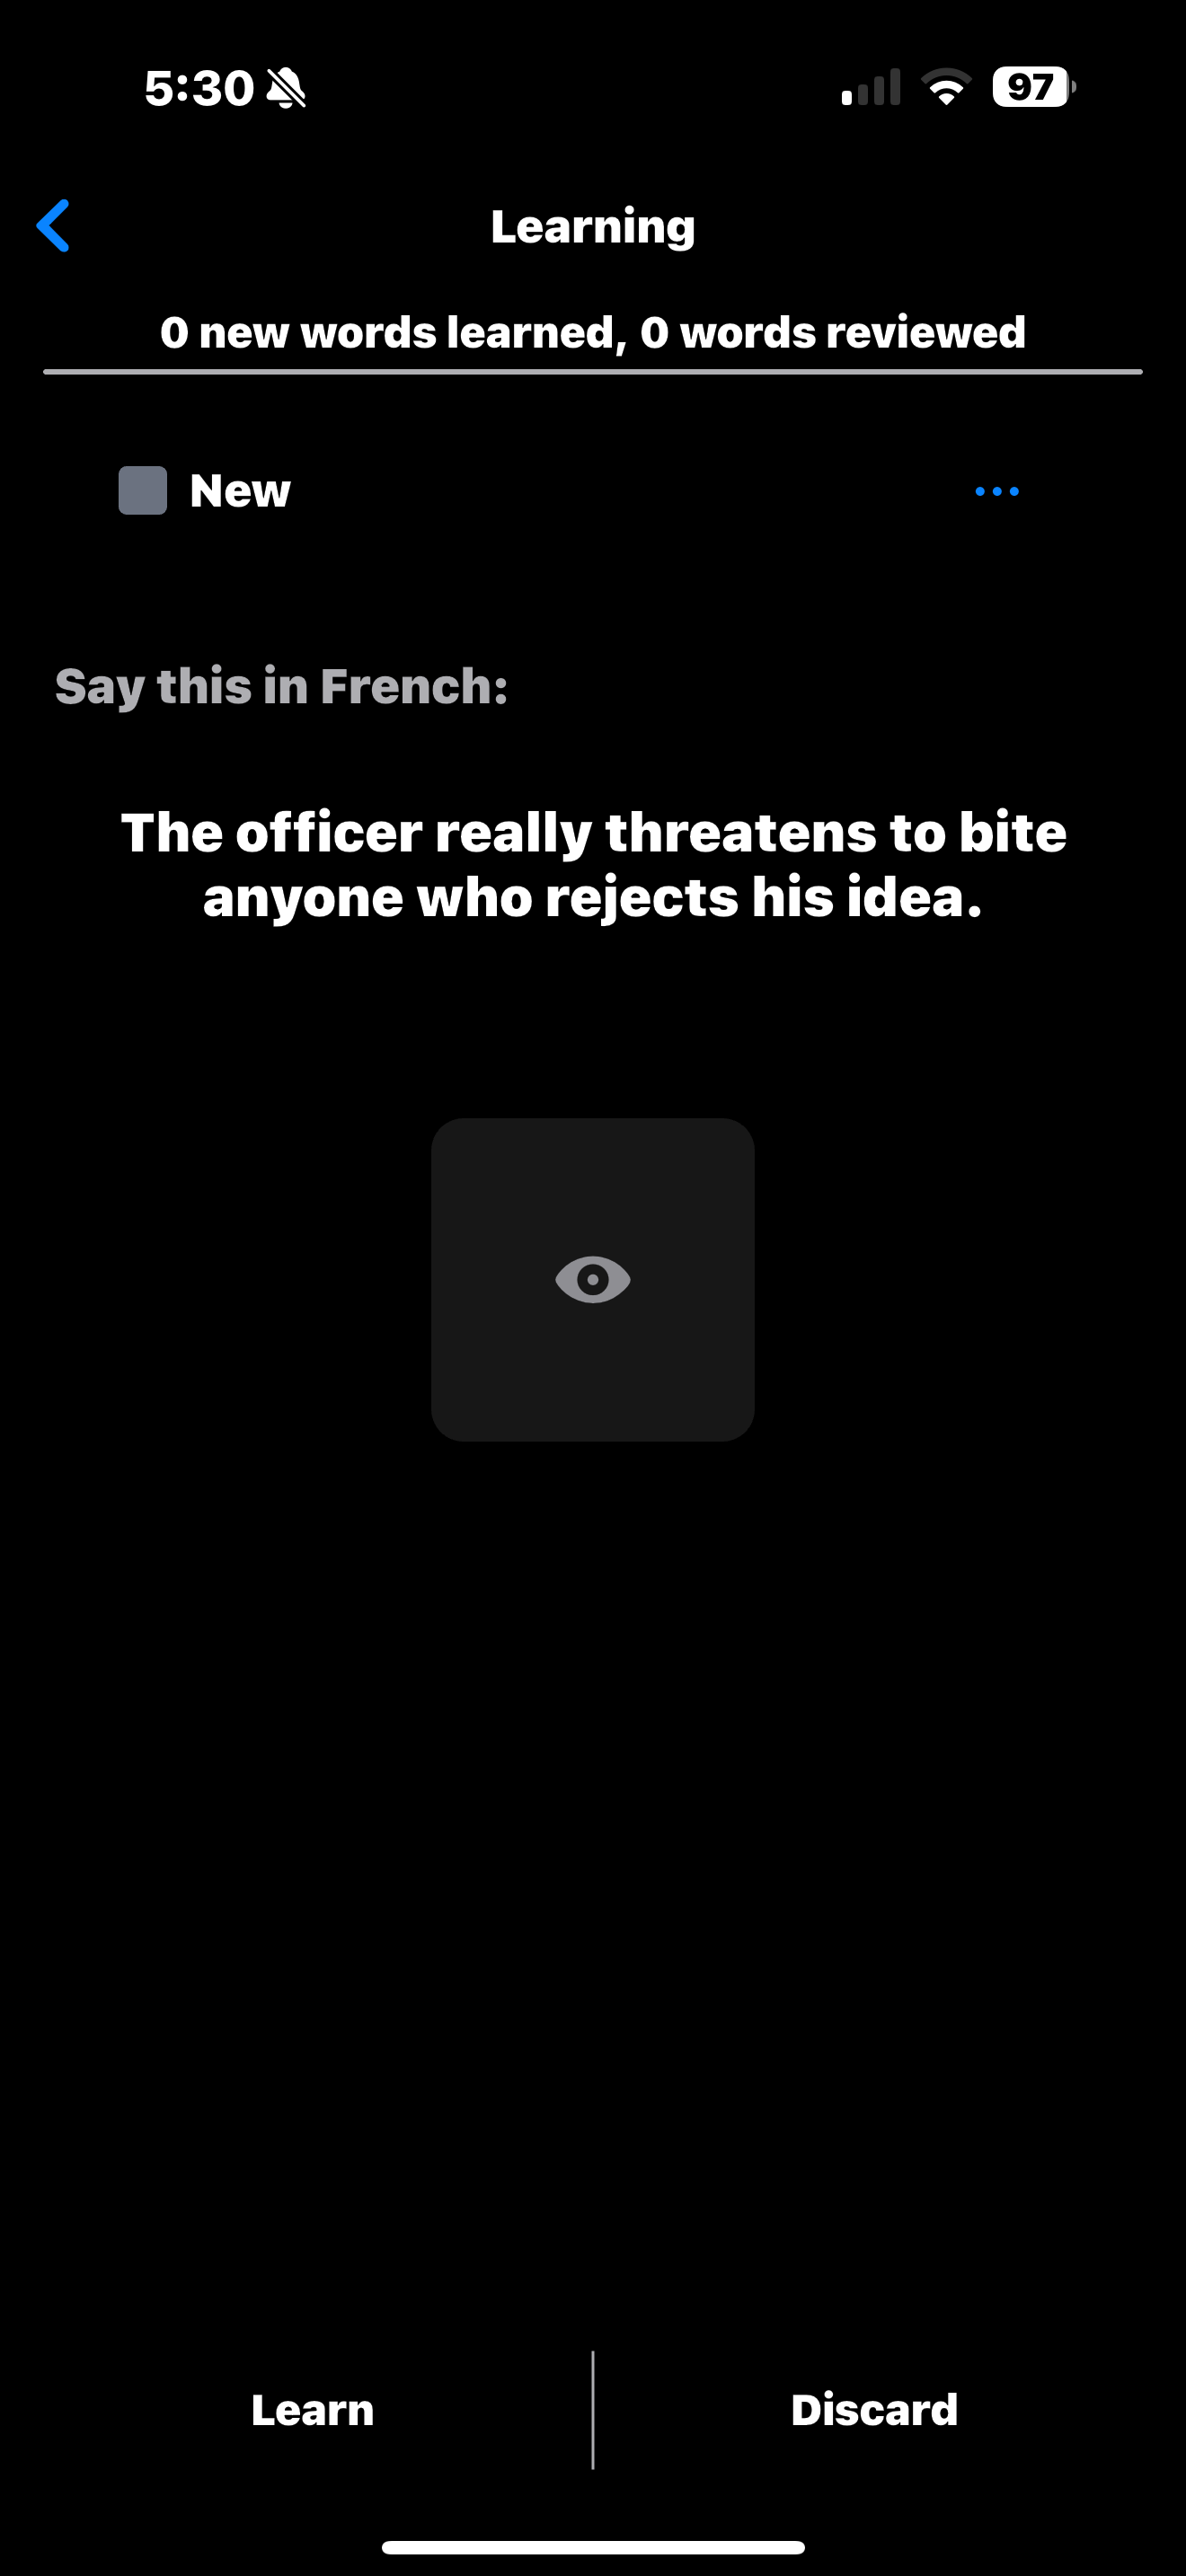 5:30
97
Learning
0 new words learned, 0 words reviewed
New
Say this in French:
The officer really threatens to bite
anyone who rejects his idea.
Learn
Discard